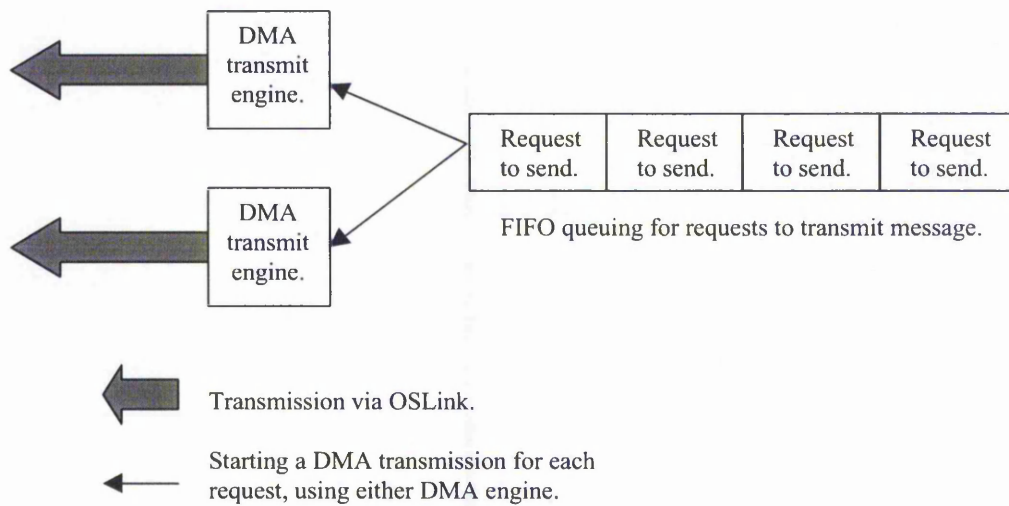 DMA
transmit
engine.
Request
to send.
Request
to send.
Request
to send.
Request
to send.
DMA
transmit
engine.
FIFO queuing for requests to transmit message.
Transmission via OSLink.
Starting a DMA transmission for each
request, using either DMA engine.